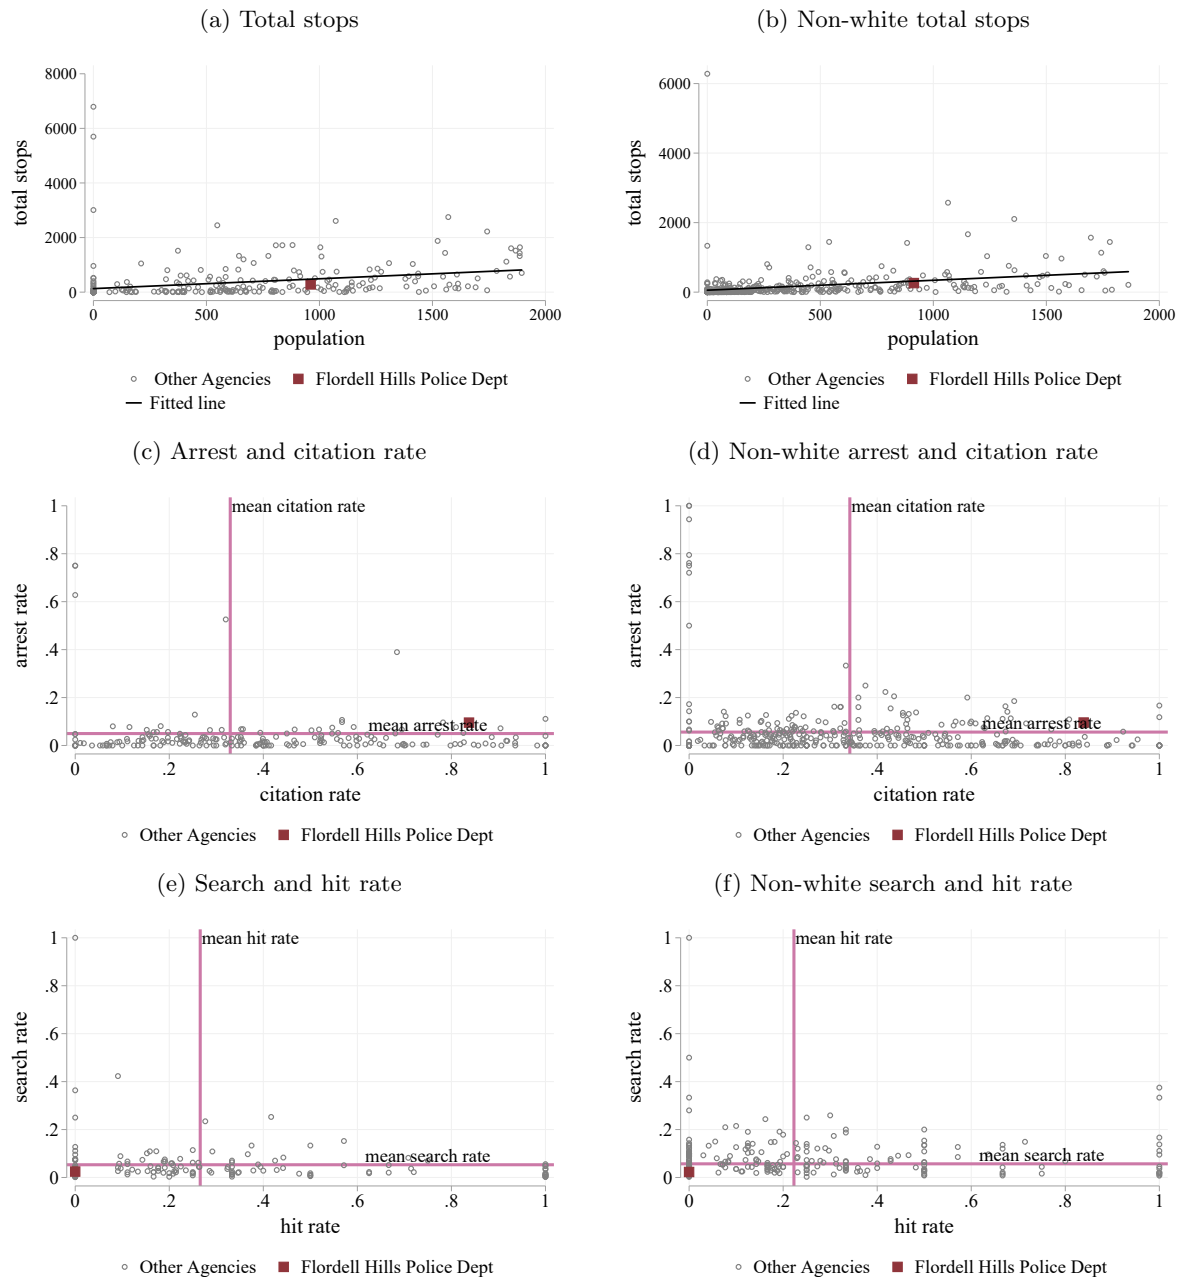 (a) Total stops
total stops
8000
6000
4000
2000
0
0 500 1000 1500 2000
population
Other Agencies Flordell Hills Police Dept
Fitted line
(b) Non-white total stops
total stops
6000
4000
2000
0
0 500 1000 1500 2000
population
Other Agencies Flordell Hills Police Dept
Fitted line
(c) Arrest and citation rate
arrest rate
1
.8
.6
.4
.2
0
mean citation rate
mean arrest rate
0 .2 .4 .6 .8 1
citation rate
Other Agencies Flordell Hills Police Dept
(d) Non-white arrest and citation rate
arrest rate
1
.8
.6
.4
.2
0
mean citation rate
mean arrest rate
0 .2 .4 .6 .8 1
citation rate
Other Agencies Flordell Hills Police Dept
(e) Search and hit rate
search rate
1
.8
.6
.4
.2
0
mean hit rate
mean search rate
0 .2 .4 .6 .8 1
hit rate
Other Agencies Flordell Hills Police Dept
(f) Non-white search and hit rate
search rate
1
.8
.6
.4
.2
0
mean hit rate
mean search rate
0 .2 .4 .6 .8 1
hit rate
Other Agencies Flordell Hills Police Dept